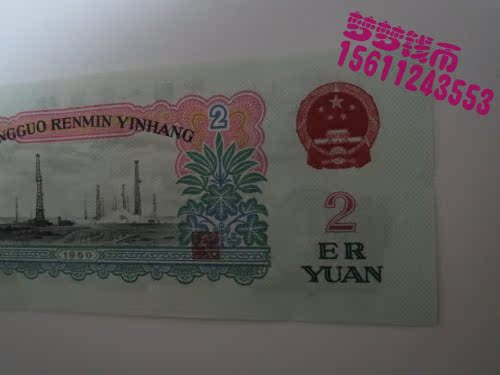 梦梦钱币
15611243553
NGGUO RENMIN YINHANG
2
2
ER
YUAN
1960